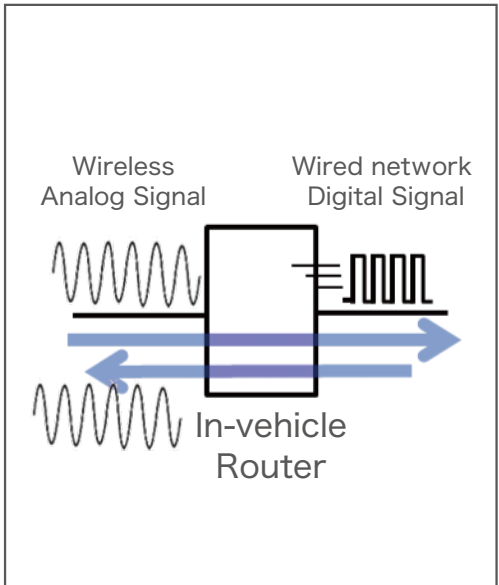 Wireless
Analog Signal
Wired network
Digital Signal
In-vehicle
Router